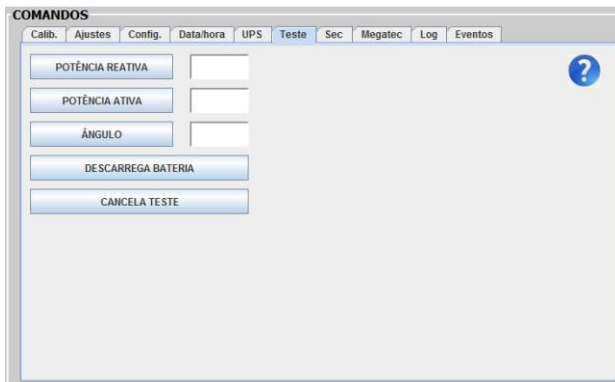 COMANDOS
Calib. Ajustes Config. Data/hora UPS Teste Sec Megatec Log Eventos
POTÊNCIA REATIVA
?
POTÊNCIA ATIVA
ÂNGULO
DESCARREGA BATERIA
CANCELA TESTE